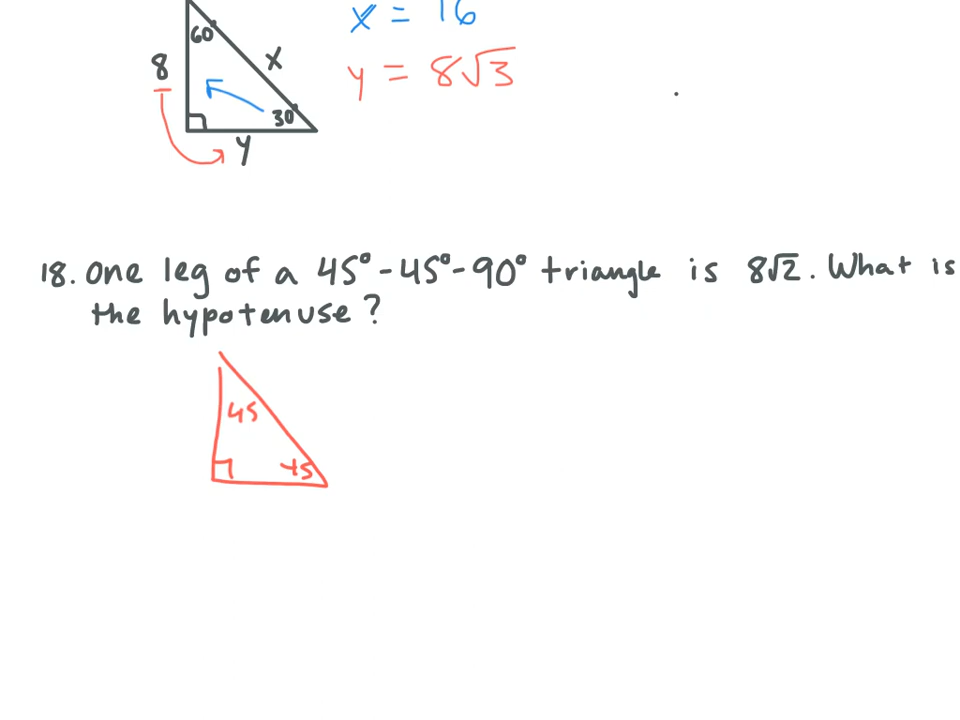 x = 16
60
8
x
y = 8√3
30
y
18. One leg of a 45° - 45° - 90° triangle is 8√2. What is
the hypotenuse?
45
45